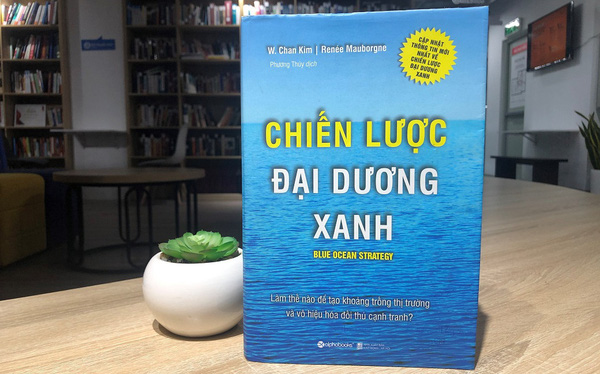 W. Chan Kim | Renée Mauborgne
Phương Thúy dịch
CẬP NHẬT
THÔNG TIN MỚI
NHẤT VỀ
CHIẾN LƯỢC
ĐẠI DƯƠNG
XANH
CHIẾN LƯỢC
ĐẠI DƯƠNG
XANH
BLUE OCEAN STRATEGY
Làm thế nào để tạo khoảng trống thị trường
và vô hiệu hóa đối thủ cạnh tranh?
alphabooks